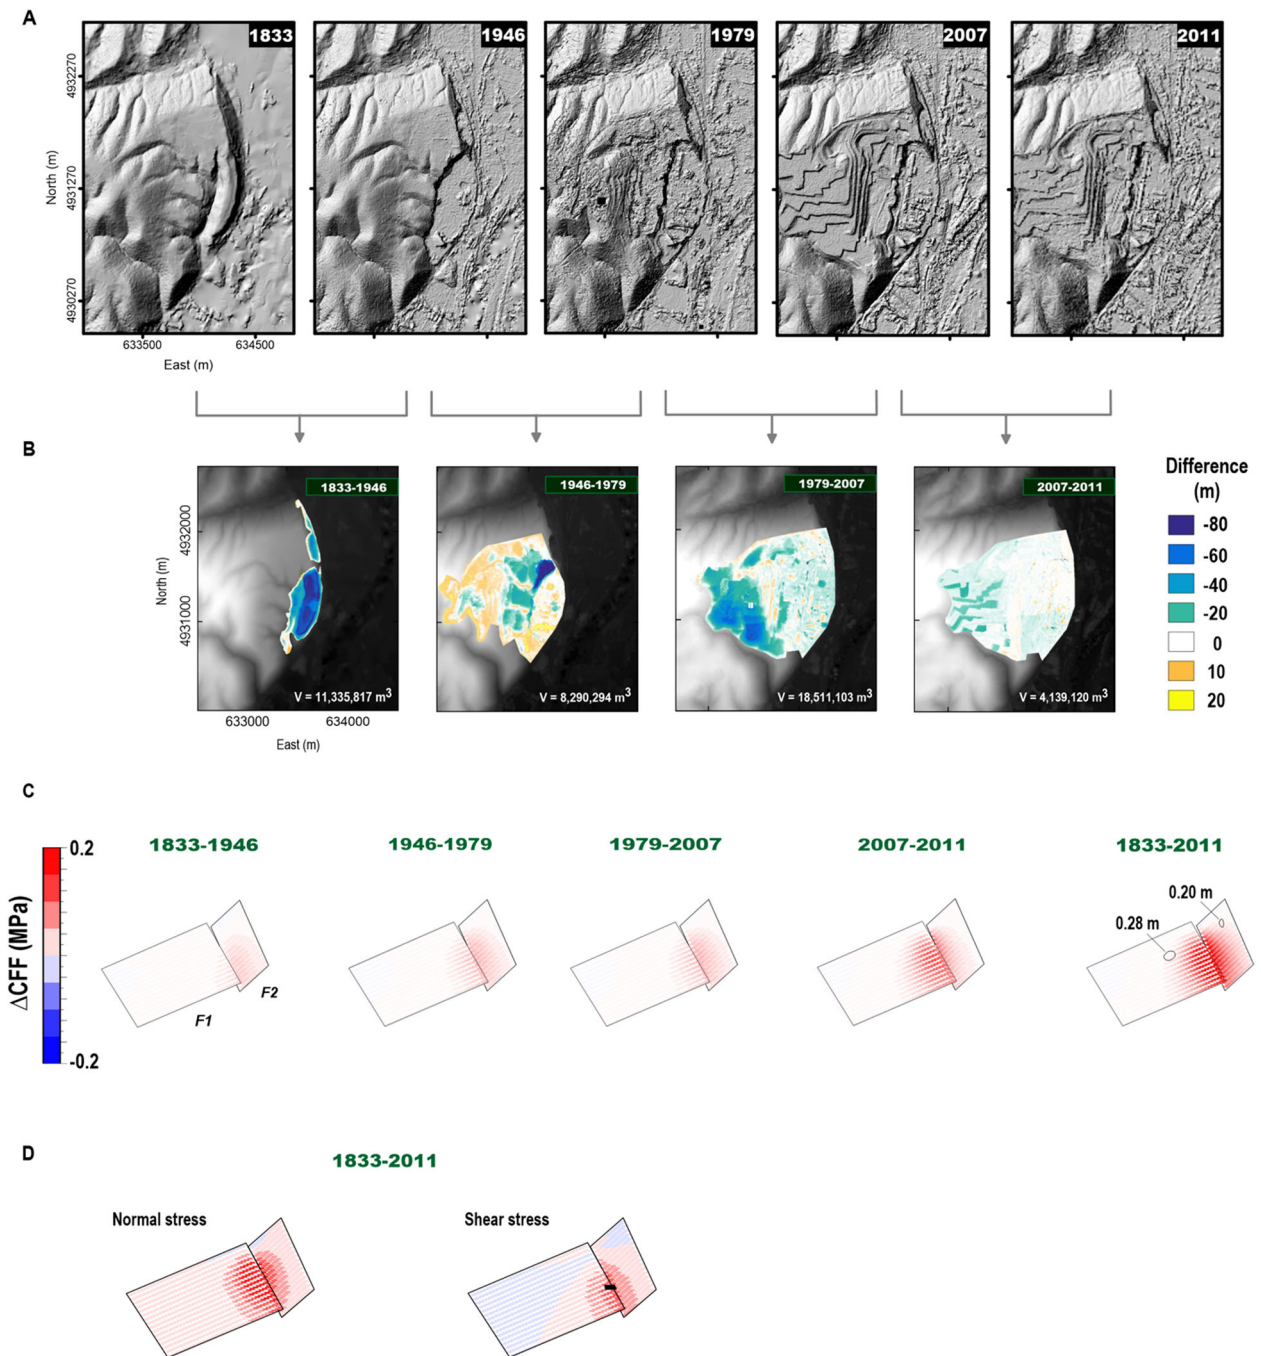 A
1833
1946
1979
2007
2011
4932270
4931270
4930270
North (m)
633500
634500
East (m)
B
1833-1946
1946-1979
1979-2007
2007-2011
4932000
4931000
North (m)
V = 11,335,817 m³
V = 8,290,294 m³
V = 18,511,103 m³
V = 4,139,120 m³
633000
634000
East (m)
Difference
(m)
-80
-60
-40
-20
0
10
20
C
1833-1946
1946-1979
1979-2007
2007-2011
1833-2011
0.2
ΔCFF (MPa)
-0.2
F1
F2
0.28 m
0.20 m
D
1833-2011
Normal stress
Shear stress